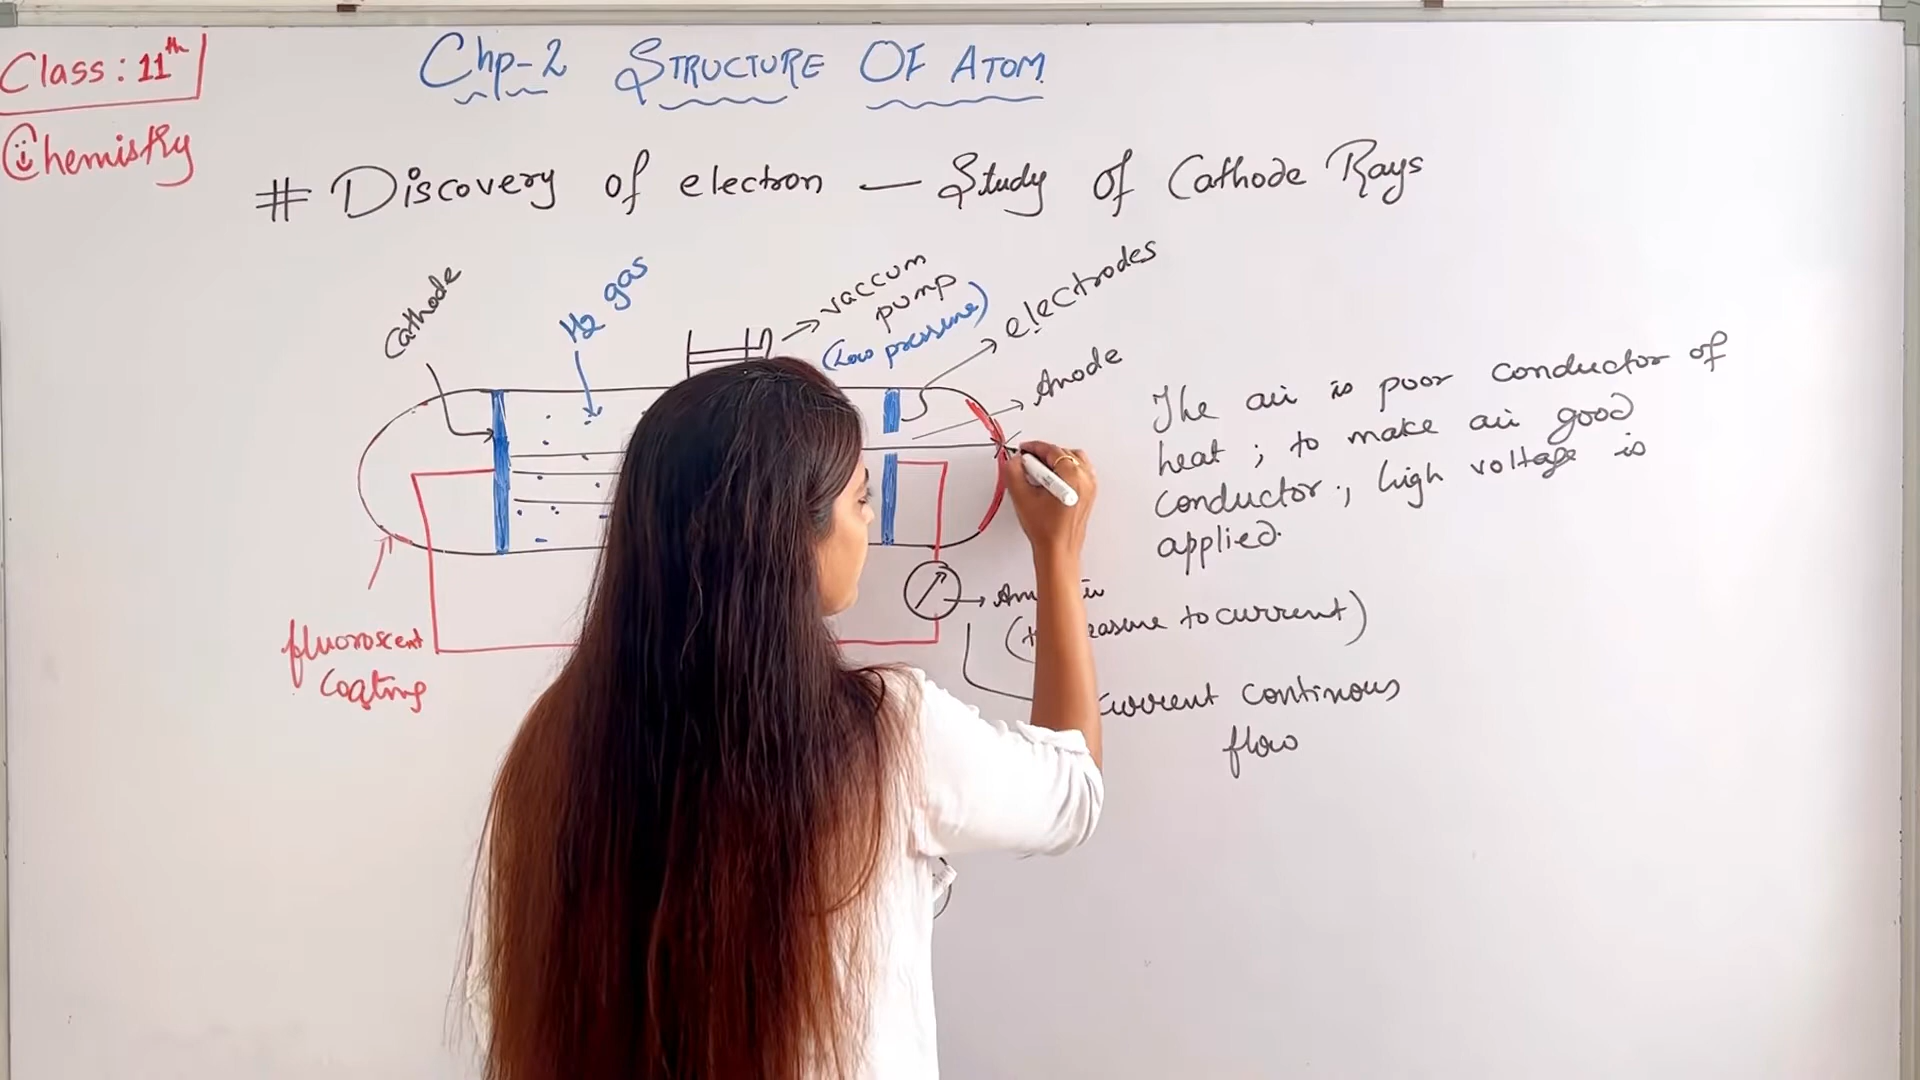 Class: 11th
Chemistry
Chp-2 STRUCTURE OF ATOM
# Discovery of electron — Study of Cathode Rays
Cathode
H2 gas
vaccum
pump
(Low pressure)
electrodes
Anode
The air is poor conductor of
heat ; to make air good
conductor ; high voltage is
applied.
fluoroscent
coating
to current)
current continous
flow